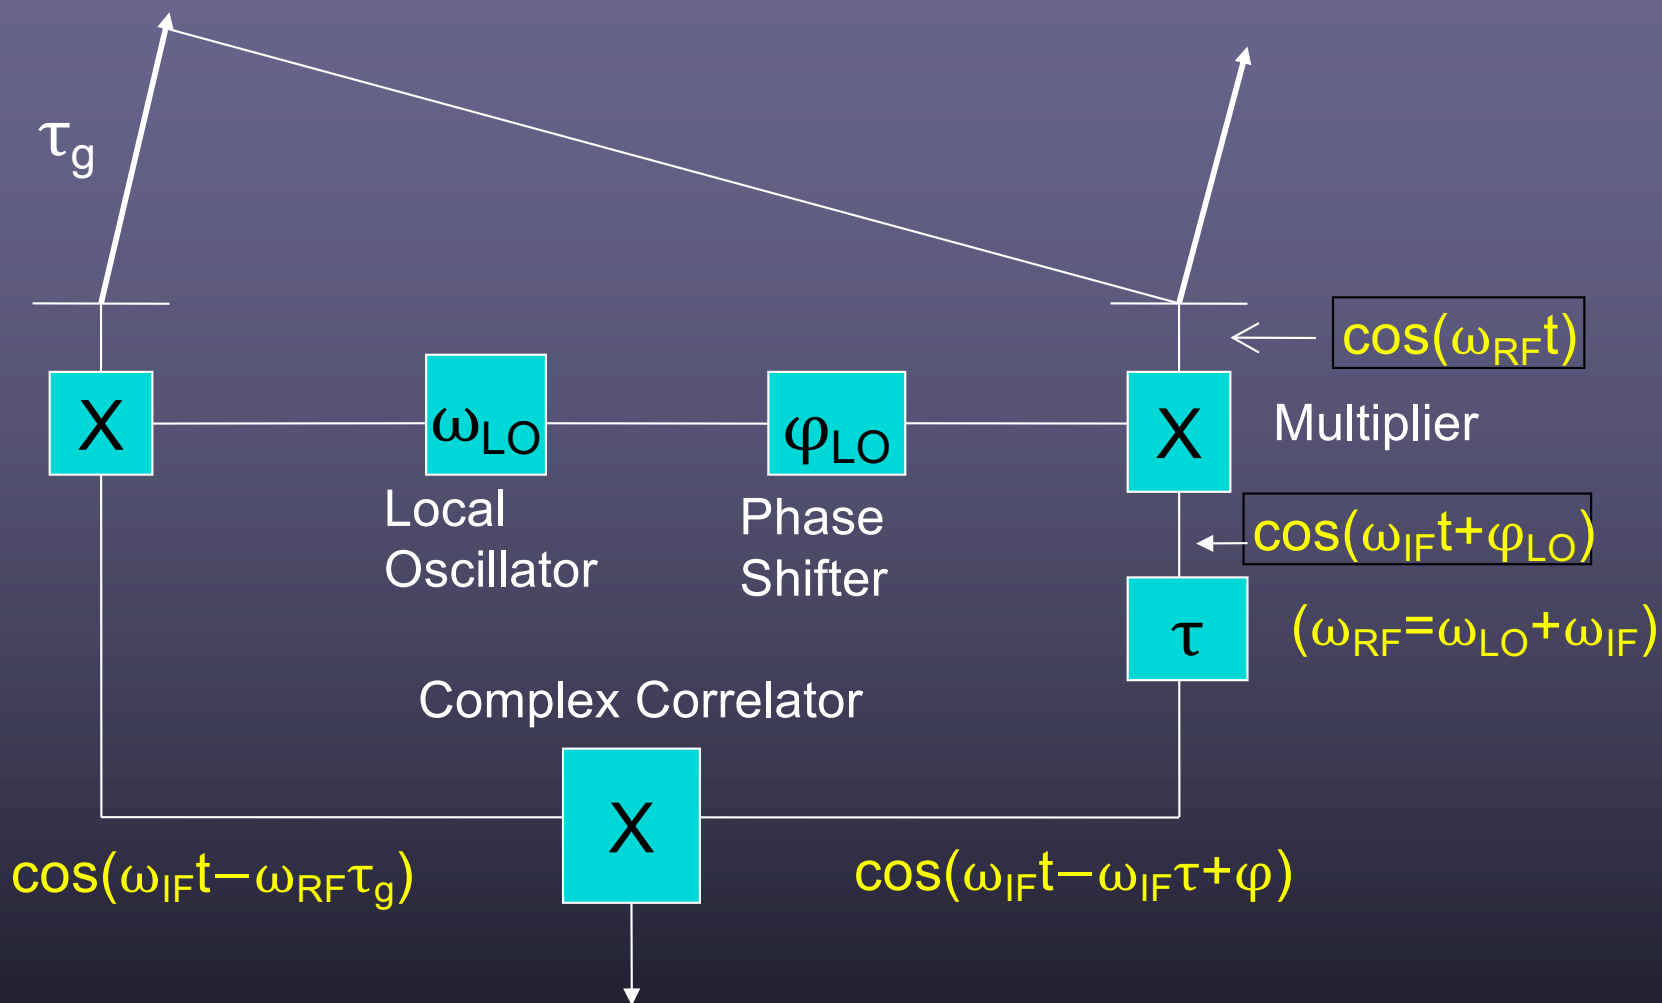 τg
cos(ωRFt)
X
ωLO
φLO
X
Multiplier
Local
Oscillator
Phase
Shifter
cos(ωIFt+φLO)
τ
(ωRF=ωLO+ωIF)
Complex Correlator
X
cos(ωIFt−ωRFτg)
cos(ωIFt−ωIFτ+φ)